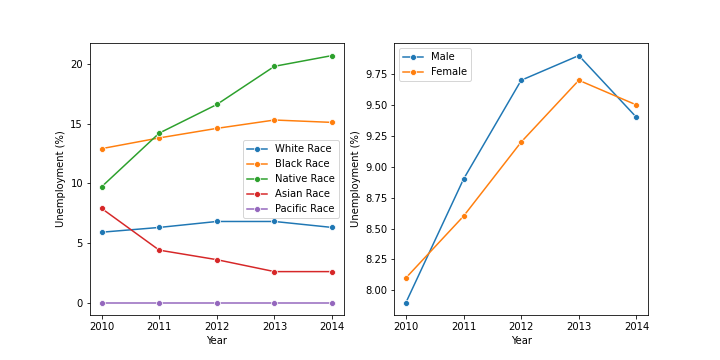 Unemployment (%)
20
15
10
5
0
2010 2011 2012 2013 2014
Year
White Race
Black Race
Native Race
Asian Race
Pacific Race
Unemployment (%)
9.75
9.50
9.25
9.00
8.75
8.50
8.25
8.00
2010 2011 2012 2013 2014
Year
Male
Female